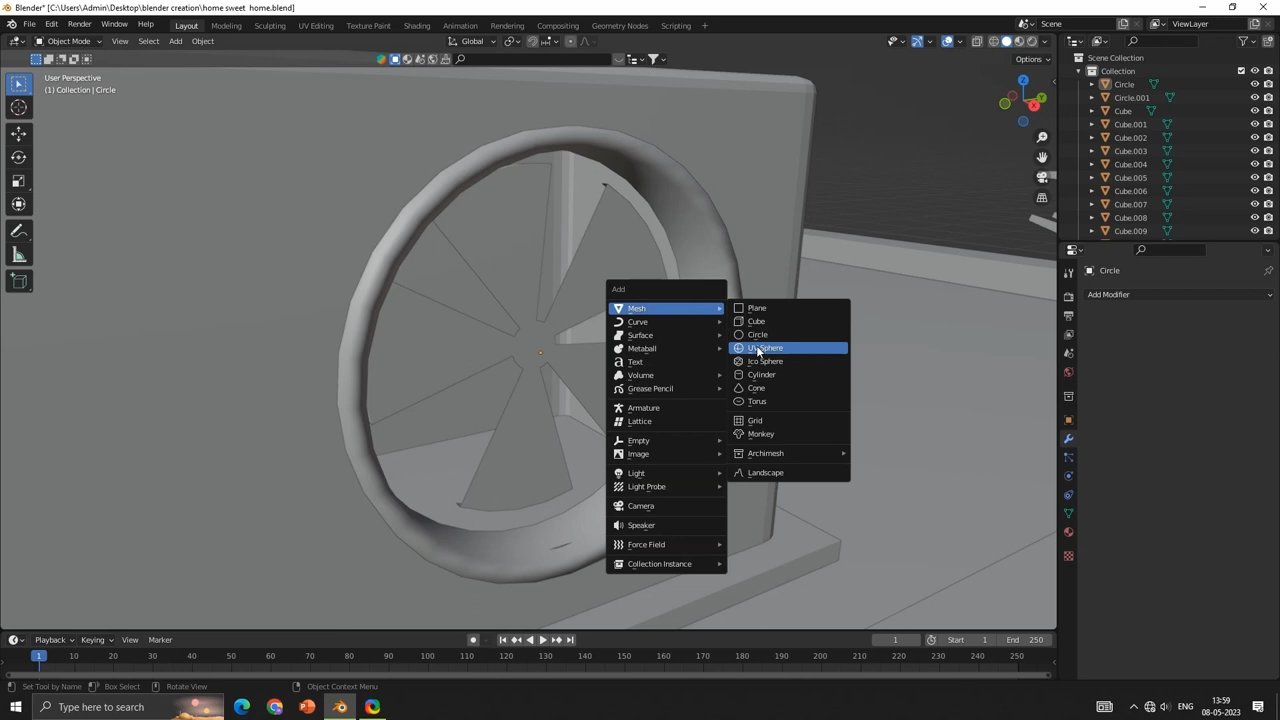 Blender* [C:\Users\Admin\Desktop\blender creation\home sweet  home.blend]
File Edit Render Window Help Layout Modeling Sculpting UV Editing Texture Paint Shading Animation Rendering Compositing Geometry Nodes Scripting + Scene ViewLayer
Object Mode View Select Add Object Global
Options
User Perspective
(1) Collection | Circle
Z
Y
X
Scene Collection
Collection
Circle
Circle.001
Cube
Cube.001
Cube.002
Cube.003
Cube.004
Cube.005
Cube.006
Cube.007
Cube.008
Cube.009
Circle
Add Modifier
Add
Mesh
Curve
Surface
Metaball
Text
Volume
Grease Pencil
Armature
Lattice
Empty
Image
Light
Light Probe
Camera
Speaker
Force Field
Collection Instance
Plane
Cube
Circle
UV Sphere
Ico Sphere
Cylinder
Cone
Torus
Grid
Monkey
Archimesh
Landscape
Playback Keying View Marker 1 Start 1 End 250
1 10 20 30 40 50 60 70 80 90 100 110 120 130 140 150 160 170 180 190 200 210 220 230 240 250
Set Tool by Name Box Select Rotate View Object Context Menu
Type here to search
ENG
13:59
08-05-2023